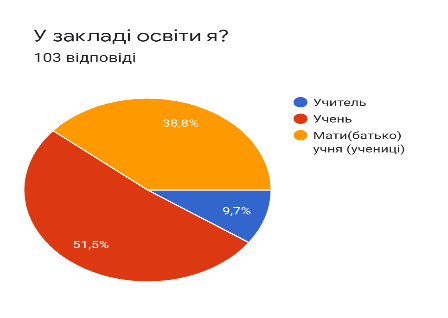 У закладі освіти я?
103 відповіді
38,8%
9,7%
51,5%
Учитель
Учень
Мати(батько)
учня (учениці)